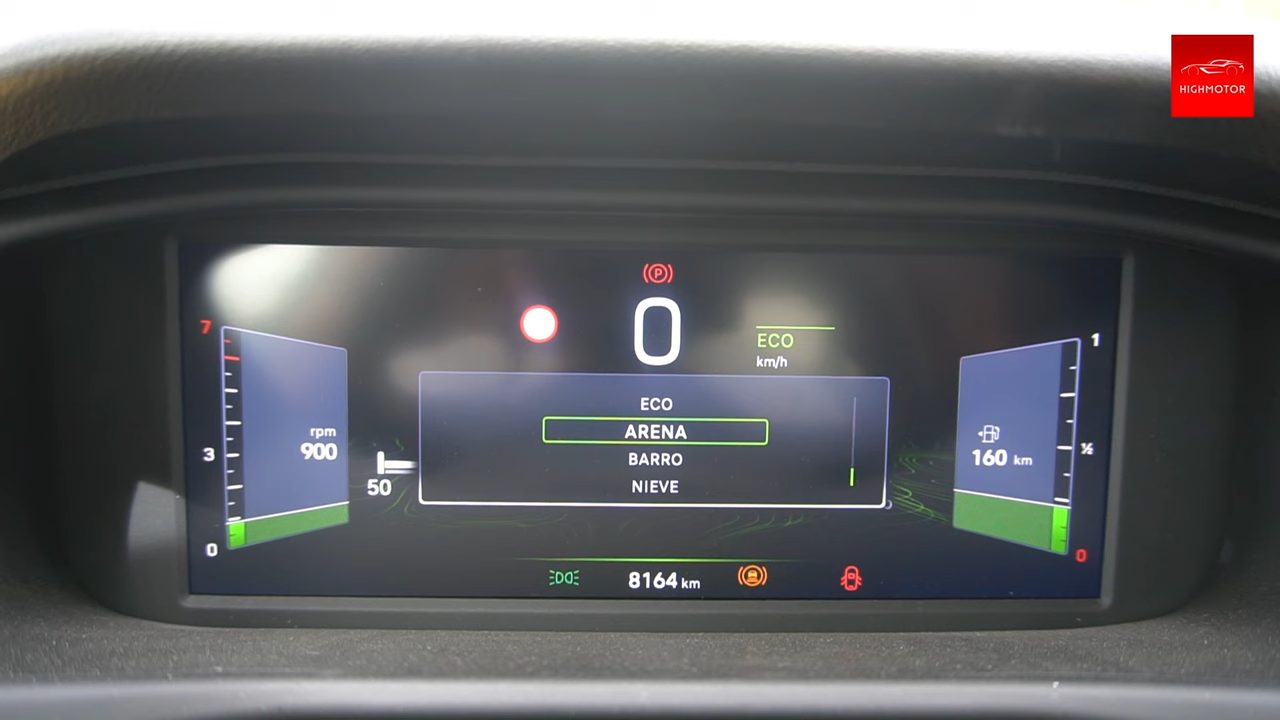 HIGHMOTOR
P
0
7
ECO
km/h
1
ECO
ARENA
BARRO
NIEVE
rpm
900
3
50
½
160 km
0
0
8164 km